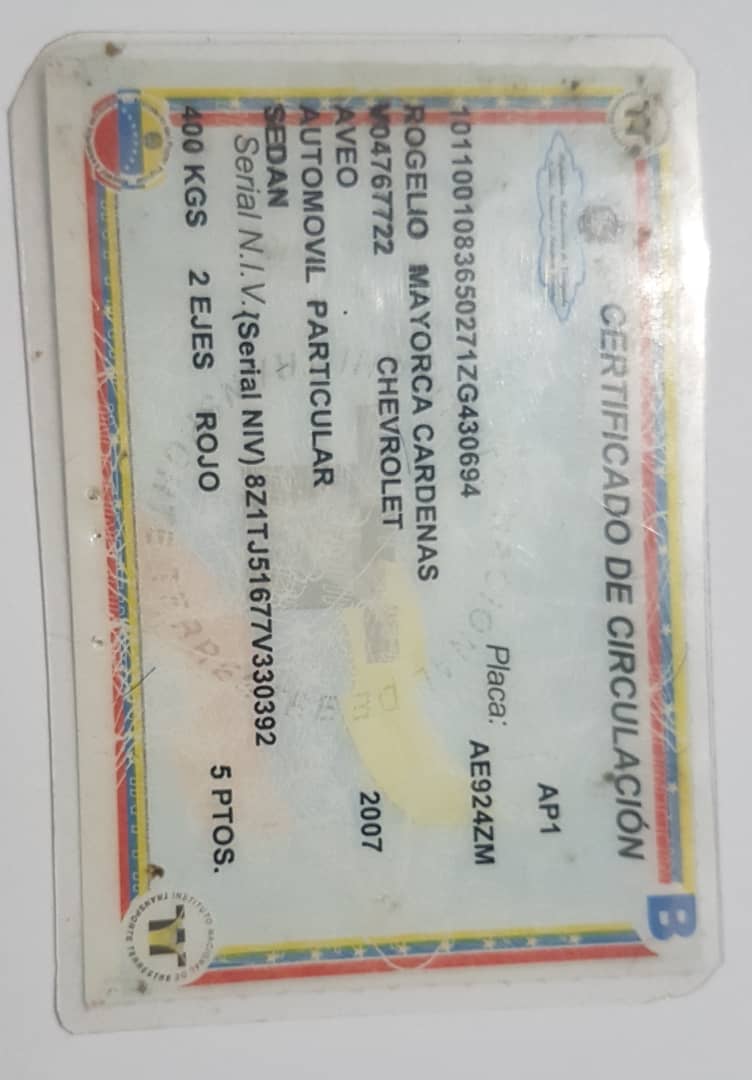 B
CERTIFICADO DE CIRCULACIÓN
AP1
Placa:
AE924ZM
1011001083650271ZG430694
ROGELIO MAYORCA CARDENAS
V04767722 CHEVROLET
2007
AVEO
AUTOMOVIL PARTICULAR
SEDAN
Serial N.I.V. (Serial NIV) 8Z1TJ51677V330392
400 KGS 2 EJES ROJO
5 PTOS.
INSTITUTO NACIONAL DE TRANSPORTE TERRESTRE